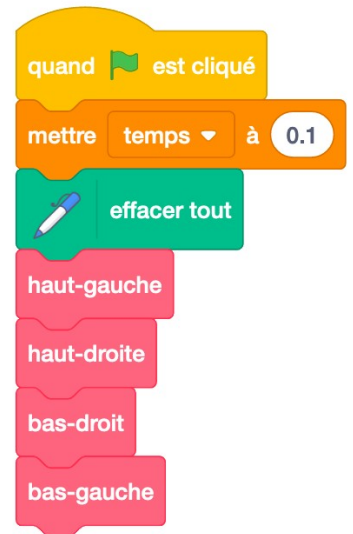 quand est cliqué
mettre temps à 0.1
effacer tout
haut-gauche
haut-droite
bas-droit
bas-gauche